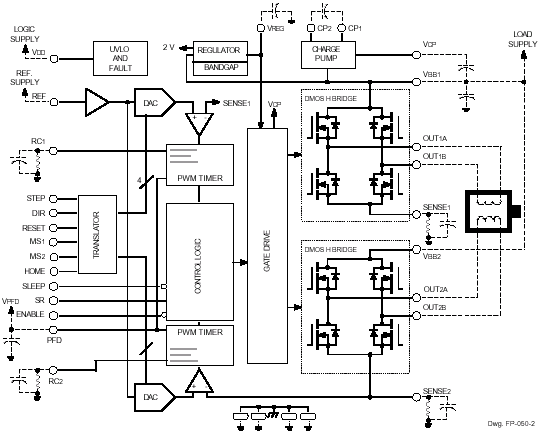 LOGIC
SUPPLY
VDD
REF.
SUPPLY
REF
UVLO
AND
FAULT
2 V
REGULATOR
BANDGAP
VREG
CP2
CP1
CHARGE
PUMP
VCP
LOAD
SUPPLY
VBB1
DAC
+ -
SENSE1
VCP
DMOS H BRIDGE
OUT1A
OUT1B
SENSE1
RC1
4
PWM TIMER
STEP
DIR
RESET
MS1
MS2
HOME
TRANSLATOR
CONTROL LOGIC
GATE DRIVE
SLEEP
SR
ENABLE
VPFD
PFD
DMOS H BRIDGE
VBB2
OUT2A
OUT2B
PWM TIMER
RC2
DAC
+ -
SENSE2
Dwg. FP-050-2